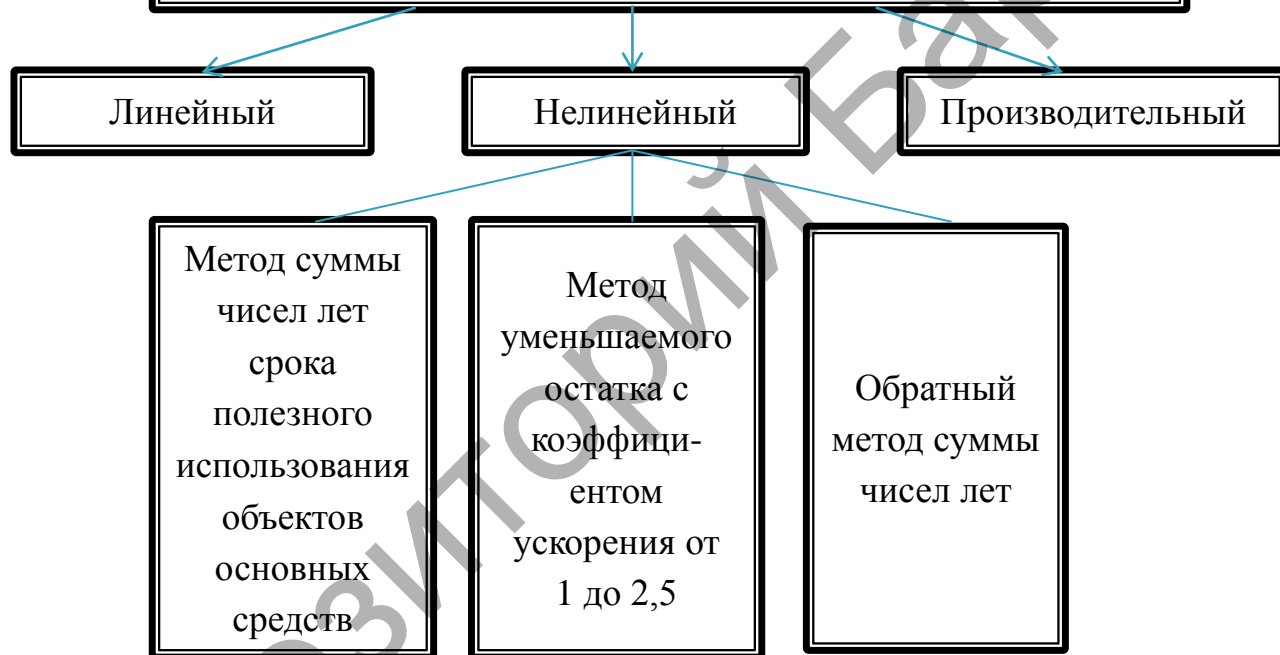 Линейный
Нелинейный
Производительный
Метод суммы
чисел лет
срока
полезного
использования
объектов
основных
средств
Метод
уменьшаемого
остатка с
коэффици-
ентом
ускорения от
1 до 2,5
Обратный
метод суммы
чисел лет